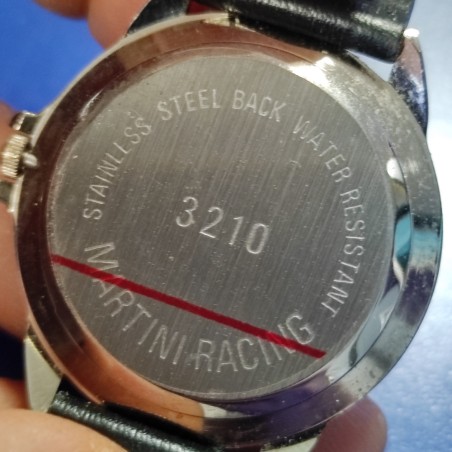 STAINLESS STEEL BACK WATER RESISTANT
3210
MARTINI RACING